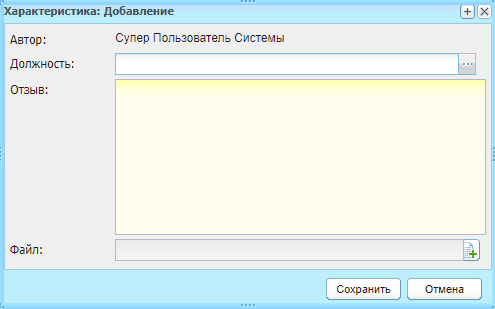 Характеристика: Добавление
Автор: Супер Пользователь Системы
Должность:
Отзыв:
Файл:
Сохранить Отмена